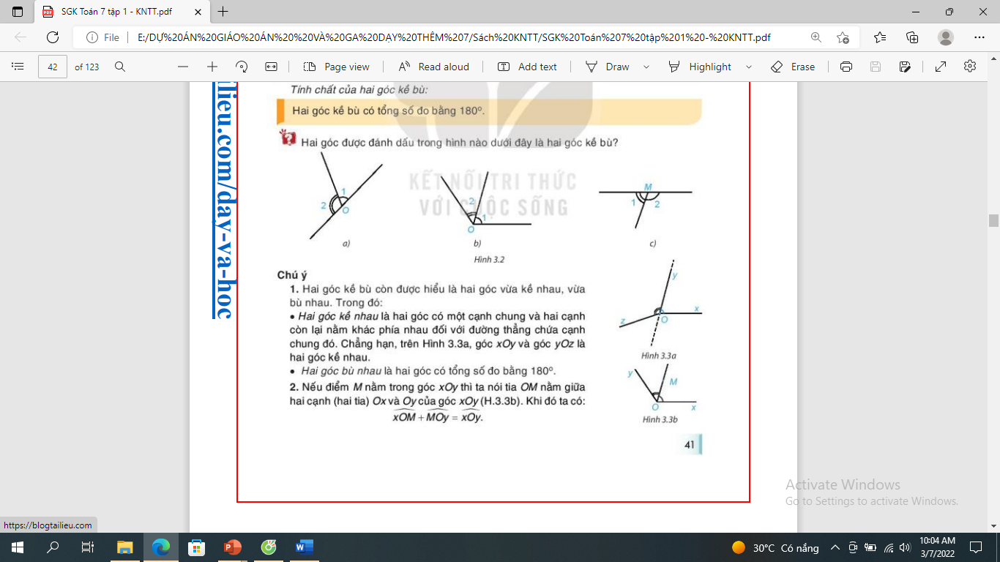 SGK Toán 7 tập 1 - KNTT.pdf
File E:/DỰ%20ÁN%20GIÁO%20ÁN%20%20VÀ%20GA%20DẠY%20THÊM%207/Sách%20KNTT/SGK%20Toán%207%20tập%201%20-%20KNTT.pdf
42 of 123 Page view Read aloud Add text Draw Highlight Erase
ilieu.com/day-va-hoc
Tính chất của hai góc kề bù:
Hai góc kề bù có tổng số đo bằng 180º.
Hai góc được đánh dấu trong hình nào dưới đây là hai góc kề bù?
KẾT NỐI TRI THỨC
VỚI CUỘC SỐNG
1 2 O
2 1 O
M 1 2
a) b) c)
Hình 3.2
Chú ý
1. Hai góc kề bù còn được hiểu là hai góc vừa kề nhau, vừa
bù nhau. Trong đó:
• Hai góc kề nhau là hai góc có một cạnh chung và hai cạnh
còn lại nằm khác phía nhau đối với đường thẳng chứa cạnh
chung đó. Chẳng hạn, trên Hình 3.3a, góc xOy và góc yOz là
hai góc kề nhau.
• Hai góc bù nhau là hai góc có tổng số đo bằng 180º.
2. Nếu điểm M nằm trong góc xOy thì ta nói tia OM nằm giữa
hai cạnh (hai tia) Ox và Oy của góc xOy (H.3.3b). Khi đó ta có:
xOM + MOy = xOy.
y x z O
Hình 3.3a
y M O x
Hình 3.3b
41
Activate Windows
Go to Settings to activate Windows.
https://blogtailieu.com
30°C Có nắng
10:04 AM
3/7/2022